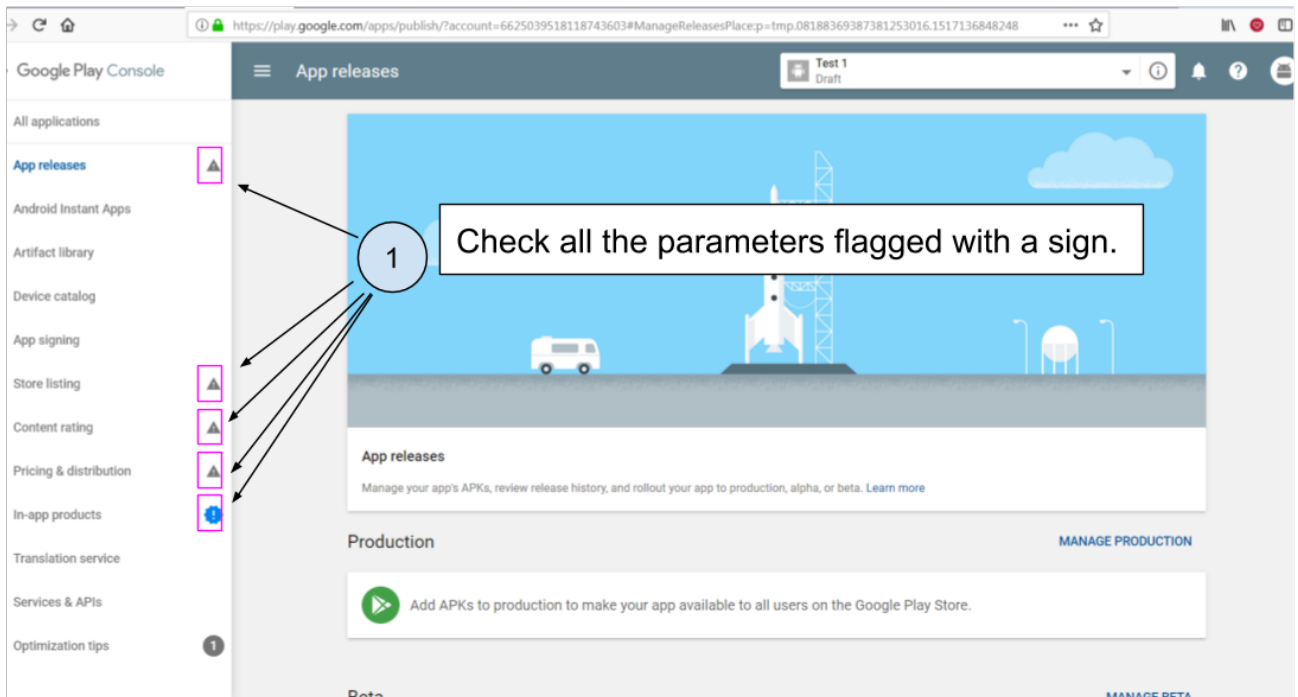 https://play.google.com/apps/publish/?account=6625039518118743603#ManageReleasesPlace:p=tmp.08188369387381253016.1517136848248
Google Play Console
App releases
Test 1
Draft
All applications
App releases
Android Instant Apps
Artifact library
Device catalog
App signing
Store listing
Content rating
Pricing & distribution
In-app products
Translation service
Services & APIs
Optimization tips
1
1
Check all the parameters flagged with a sign.
App releases
Manage your app's APKs, review release history, and rollout your app to production, alpha, or beta. Learn more
Production
MANAGE PRODUCTION
Add APKs to production to make your app available to all users on the Google Play Store.
Beta
MANAGE BETA